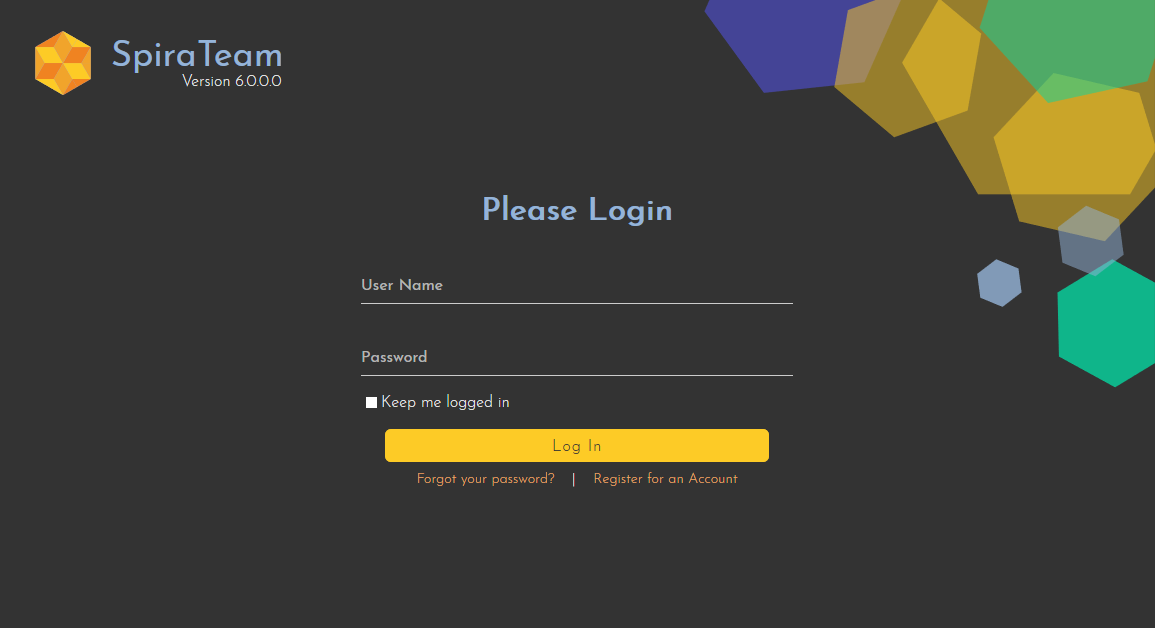 SpiraTeam
Version 6.0.0.0
Please Login
User Name
Password
Keep me logged in
Log In
Forgot your password? | Register for an Account